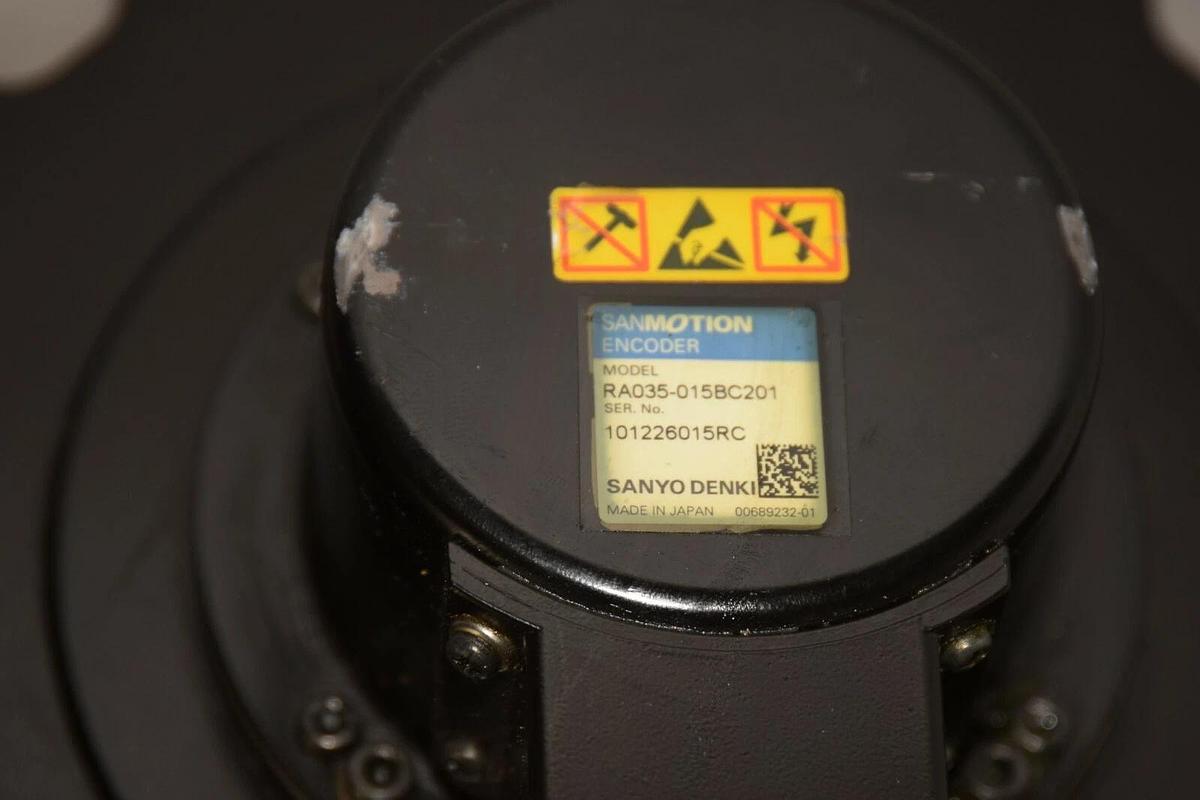 SANMOTION
ENCODER
MODEL
RA035-015BC201
SER. No.
101226015RC
SANYO DENKI
MADE IN JAPAN 00689232-01